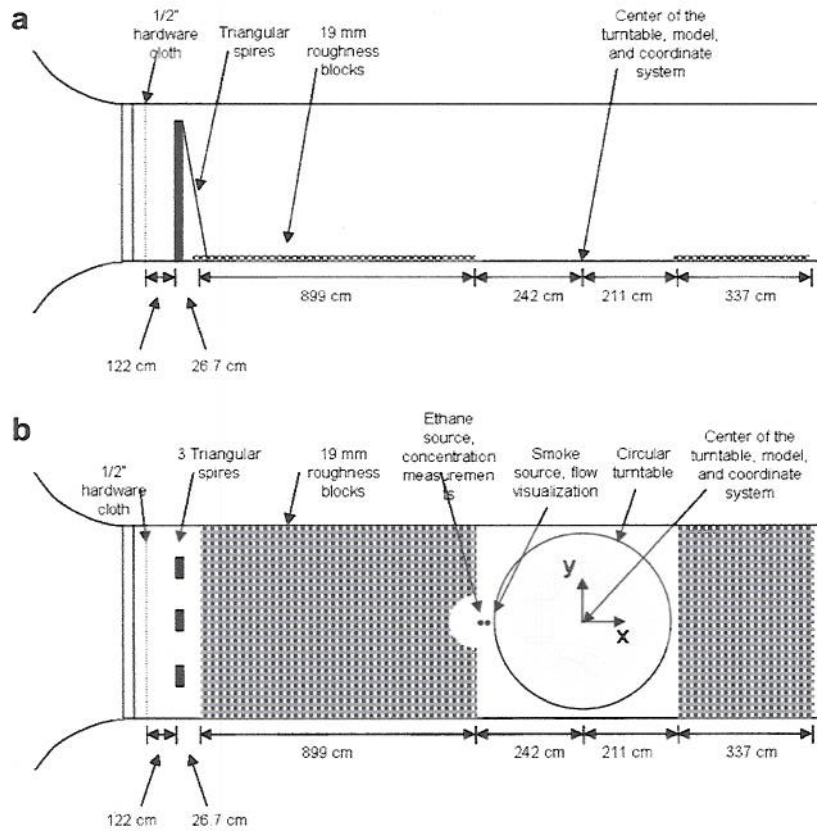 a
1/2"
hardware
cloth
Triangular
spires
19 mm
roughness
blocks
Center of the
turntable, model,
and coordinate
system
899 cm
242 cm
211 cm
337 cm
122 cm
26.7 cm
b
1/2"
hardware
cloth
3 Triangular
spires
19 mm
roughness
blocks
Ethane
source,
concentration
measuremen
ts
Smoke
source, flow
visualization
Circular
turntable
Center of the
turntable, model,
and coordinate
system
y
x
899 cm
242 cm
211 cm
337 cm
122 cm
26.7 cm